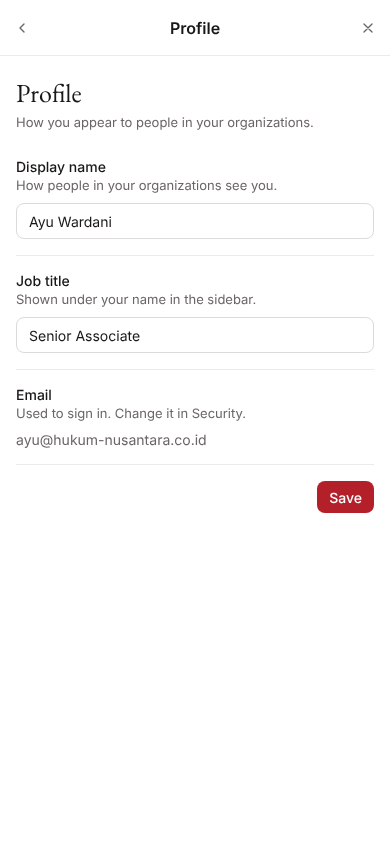 Profile
Profile
How you appear to people in your organizations.
Display name
How people in your organizations see you.
Ayu Wardani
Job title
Shown under your name in the sidebar.
Senior Associate
Email
Used to sign in. Change it in Security.
ayu@hukum-nusantara.co.id
Save